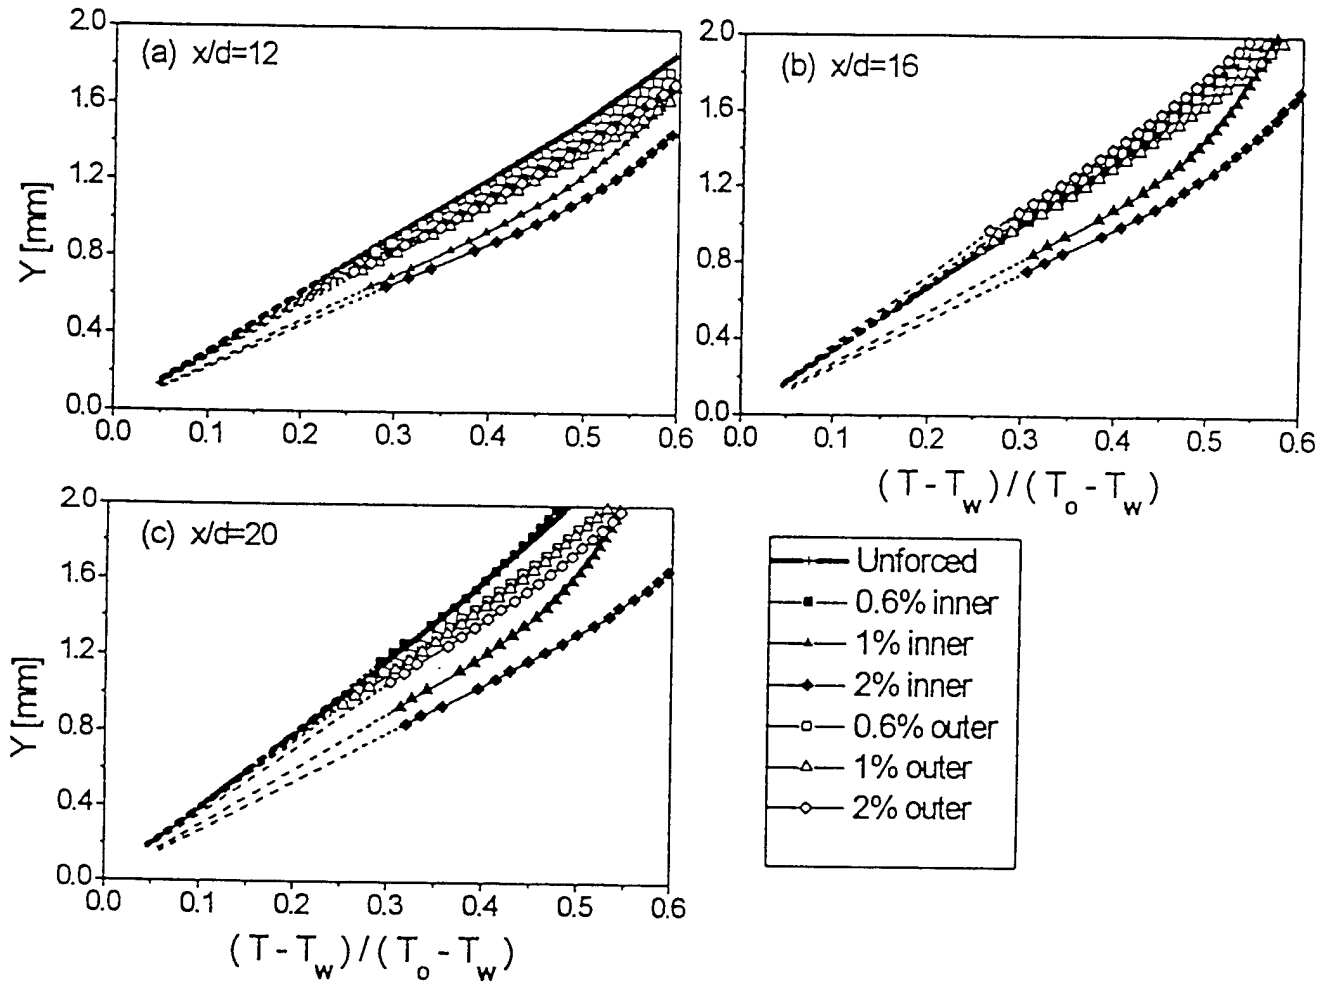 (a) x/d=12
2.0
1.6
1.2
0.8
0.4
0.0
Y [mm]
0.0 0.1 0.2 0.3 0.4 0.5 0.6
(b) x/d=16
2.0
1.6
1.2
0.8
0.4
0.0
0.0 0.1 0.2 0.3 0.4 0.5 0.6
(T-Tw)/(To-Tw)
(c) x/d=20
2.0
1.6
1.2
0.8
0.4
0.0
Y [mm]
0.0 0.1 0.2 0.3 0.4 0.5 0.6
(T-Tw)/(To-Tw)
Unforced
0.6% inner
1% inner
2% inner
0.6% outer
1% outer
2% outer